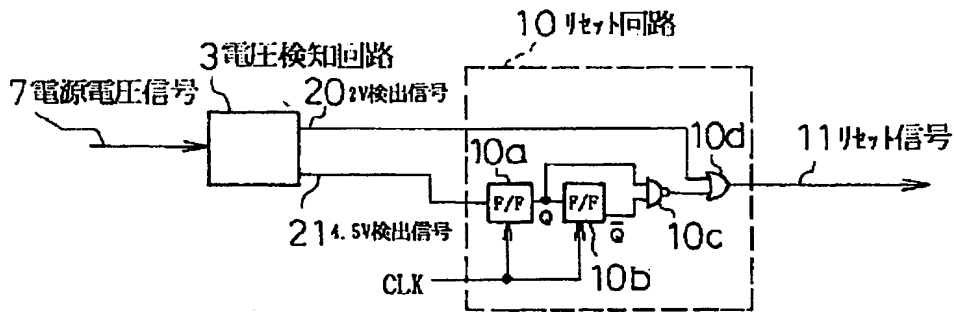 10 リセット回路
3 電圧検知回路
7 電源電圧信号
20 2V検出信号
10d
11 リセット信号
10a
F/F
Q
F/F
Q̅
10c
21 4.5V検出信号
10b
CLK